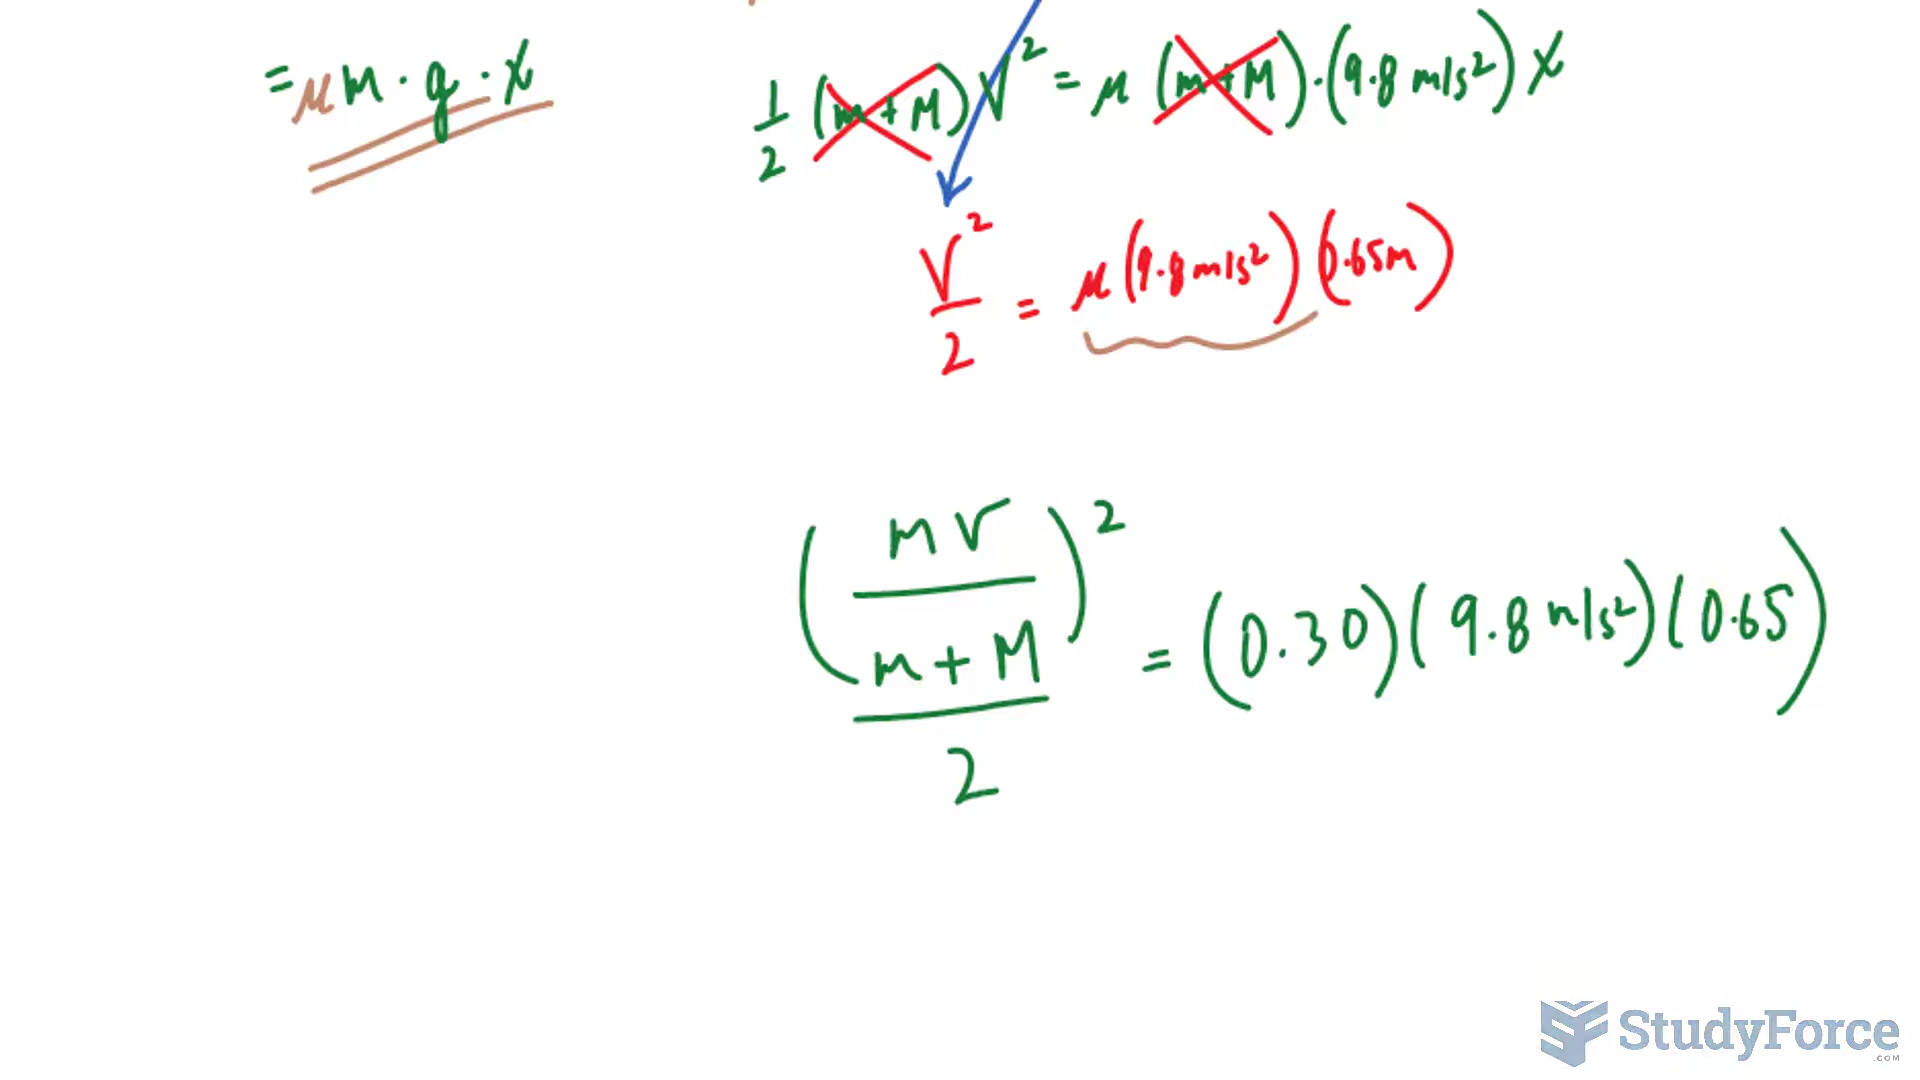 = μ m · g · x
1/2 (m + M) V² = μ (m + M) · (9.8 m/s²) x
V²/2 = μ (9.8 m/s²) (0.65m)
(mv/(m + M))²/2 = (0.30) (9.8 m/s²) (0.65)
StudyForce
.COM